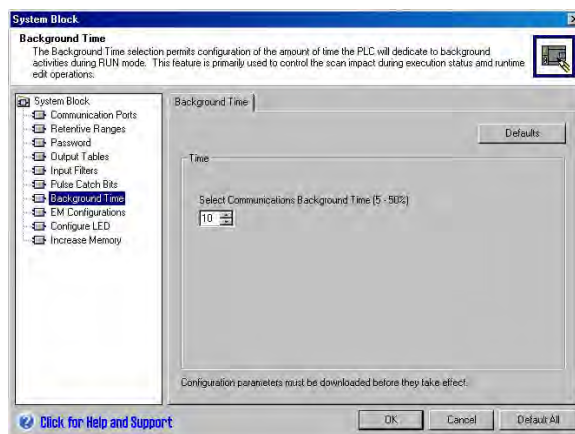 System Block
Background Time
The Background Time selection permits configuration of the amount of time the PLC will dedicate to background
activities during RUN mode. This feature is primarily used to control the scan impact during execution status amd runtime
edit operations.
System Block
Communication Ports
Retentive Ranges
Password
Output Tables
Input Filters
Pulse Catch Bits
Background Time
EM Configurations
Configure LED
Increase Memory
Background Time
Defaults
Time
Select Communications Background Time (5 - 50%)
10
Configuration parameters must be downloaded before they take effect.
Click for Help and Support
OK
Cancel
Default All